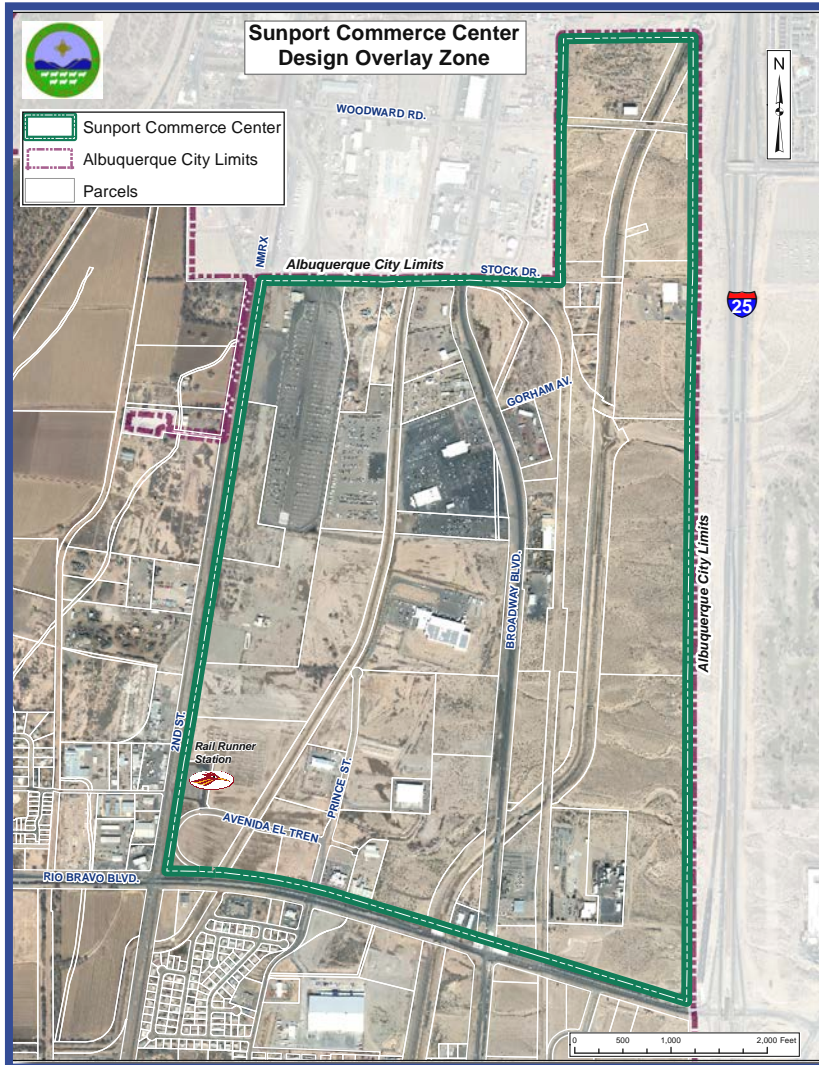 Sunport Commerce Center
Design Overlay Zone
N
Sunport Commerce Center
Albuquerque City Limits
Parcels
WOODWARD RD.
NMRX
Albuquerque City Limits
STOCK DR.
25
GORHAM AV.
BROADWAY BLVD.
Albuquerque City Limits
2ND ST.
Rail Runner
Station
PRINCE ST.
AVENIDA EL TREN
RIO BRAVO BLVD.
0 500 1,000 2,000 Feet